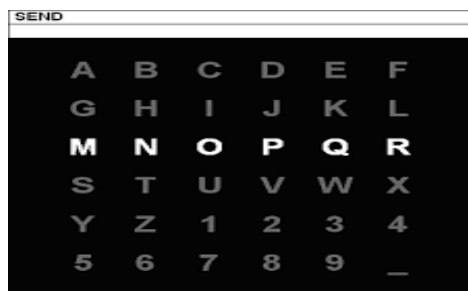 SEND
A B C D E F
G H I J K L
M N O P Q R
S T U V W X
Y Z 1 2 3 4
5 6 7 8 9 _